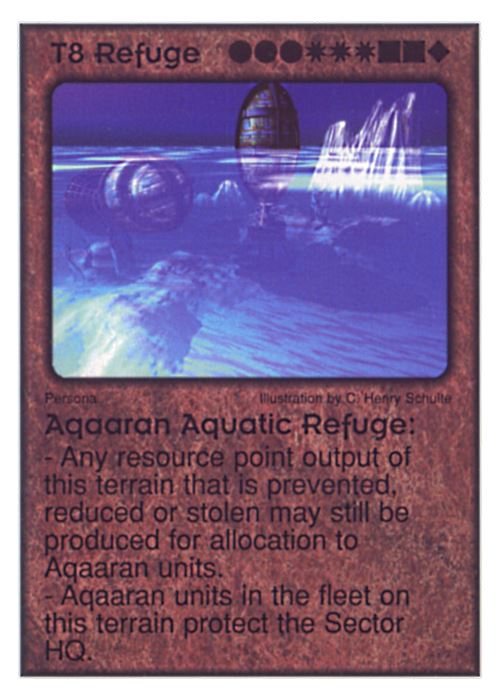 T8 Refuge
Persona
Illustration by C. Henry Schulte
Aqaaran Aquatic Refuge:
- Any resource point output of
this terrain that is prevented,
reduced or stolen may still be
produced for allocation to
Aqaaran units.
- Aqaaran units in the fleet on
this terrain protect the Sector
HQ.